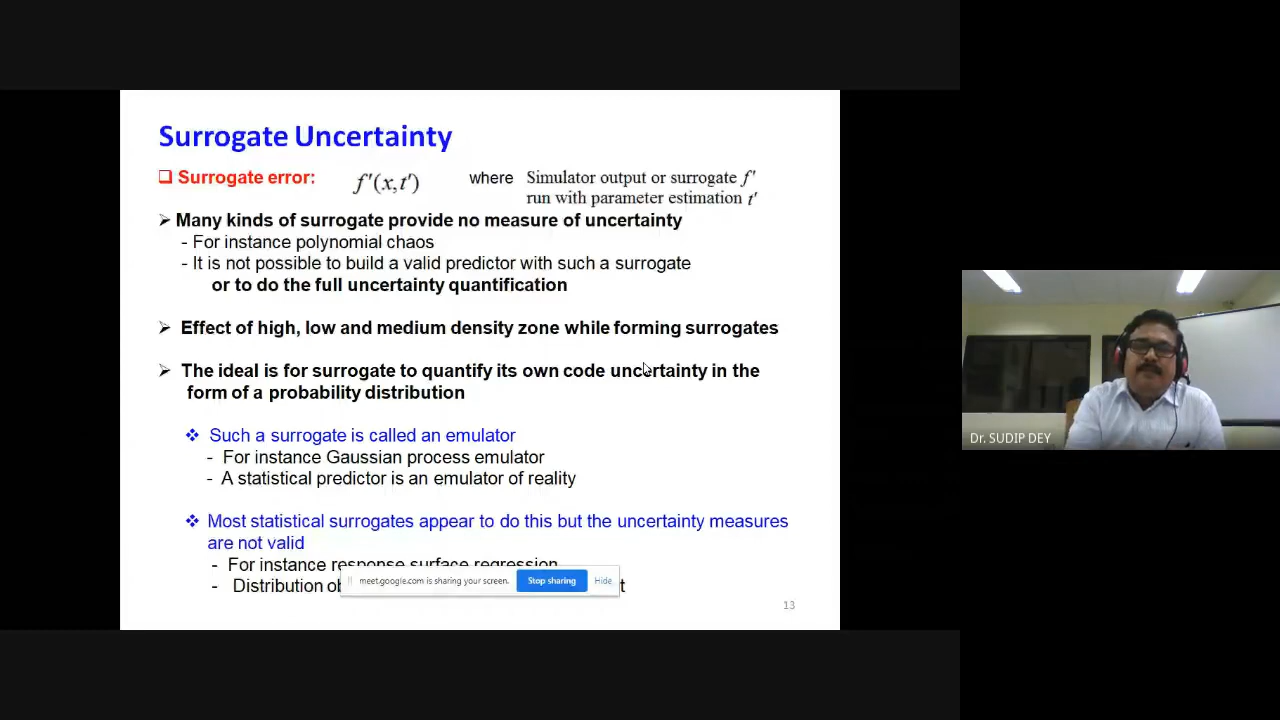 Surrogate Uncertainty
❑ Surrogate error: f'(x,t') where Simulator output or surrogate f'
run with parameter estimation t'
➢ Many kinds of surrogate provide no measure of uncertainty
- For instance polynomial chaos
- It is not possible to build a valid predictor with such a surrogate
or to do the full uncertainty quantification
➢ Effect of high, low and medium density zone while forming surrogates
➢ The ideal is for surrogate to quantify its own code uncertainty in the
form of a probability distribution
❖ Such a surrogate is called an emulator
- For instance Gaussian process emulator
- A statistical predictor is an emulator of reality
❖ Most statistical surrogates appear to do this but the uncertainty measures
are not valid
- For instance response surface regression
- Distribution
meet.google.com is sharing your screen. Stop sharing Hide
13
Dr. SUDIP DEY